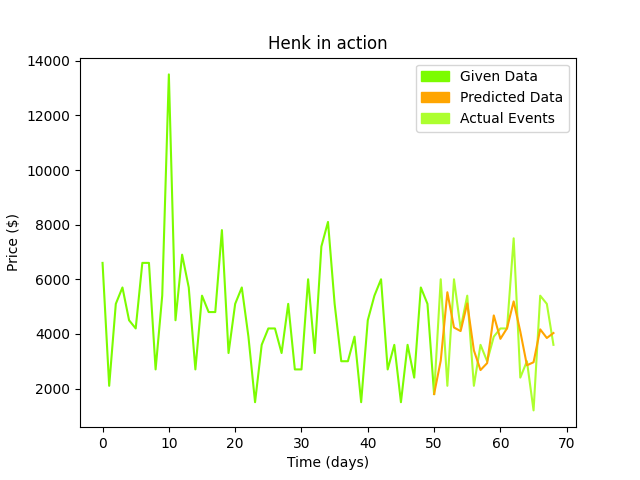 Henk in action
Given Data
Predicted Data
Actual Events
14000
12000
10000
8000
6000
4000
2000
Price ($)
0 10 20 30 40 50 60 70
Time (days)